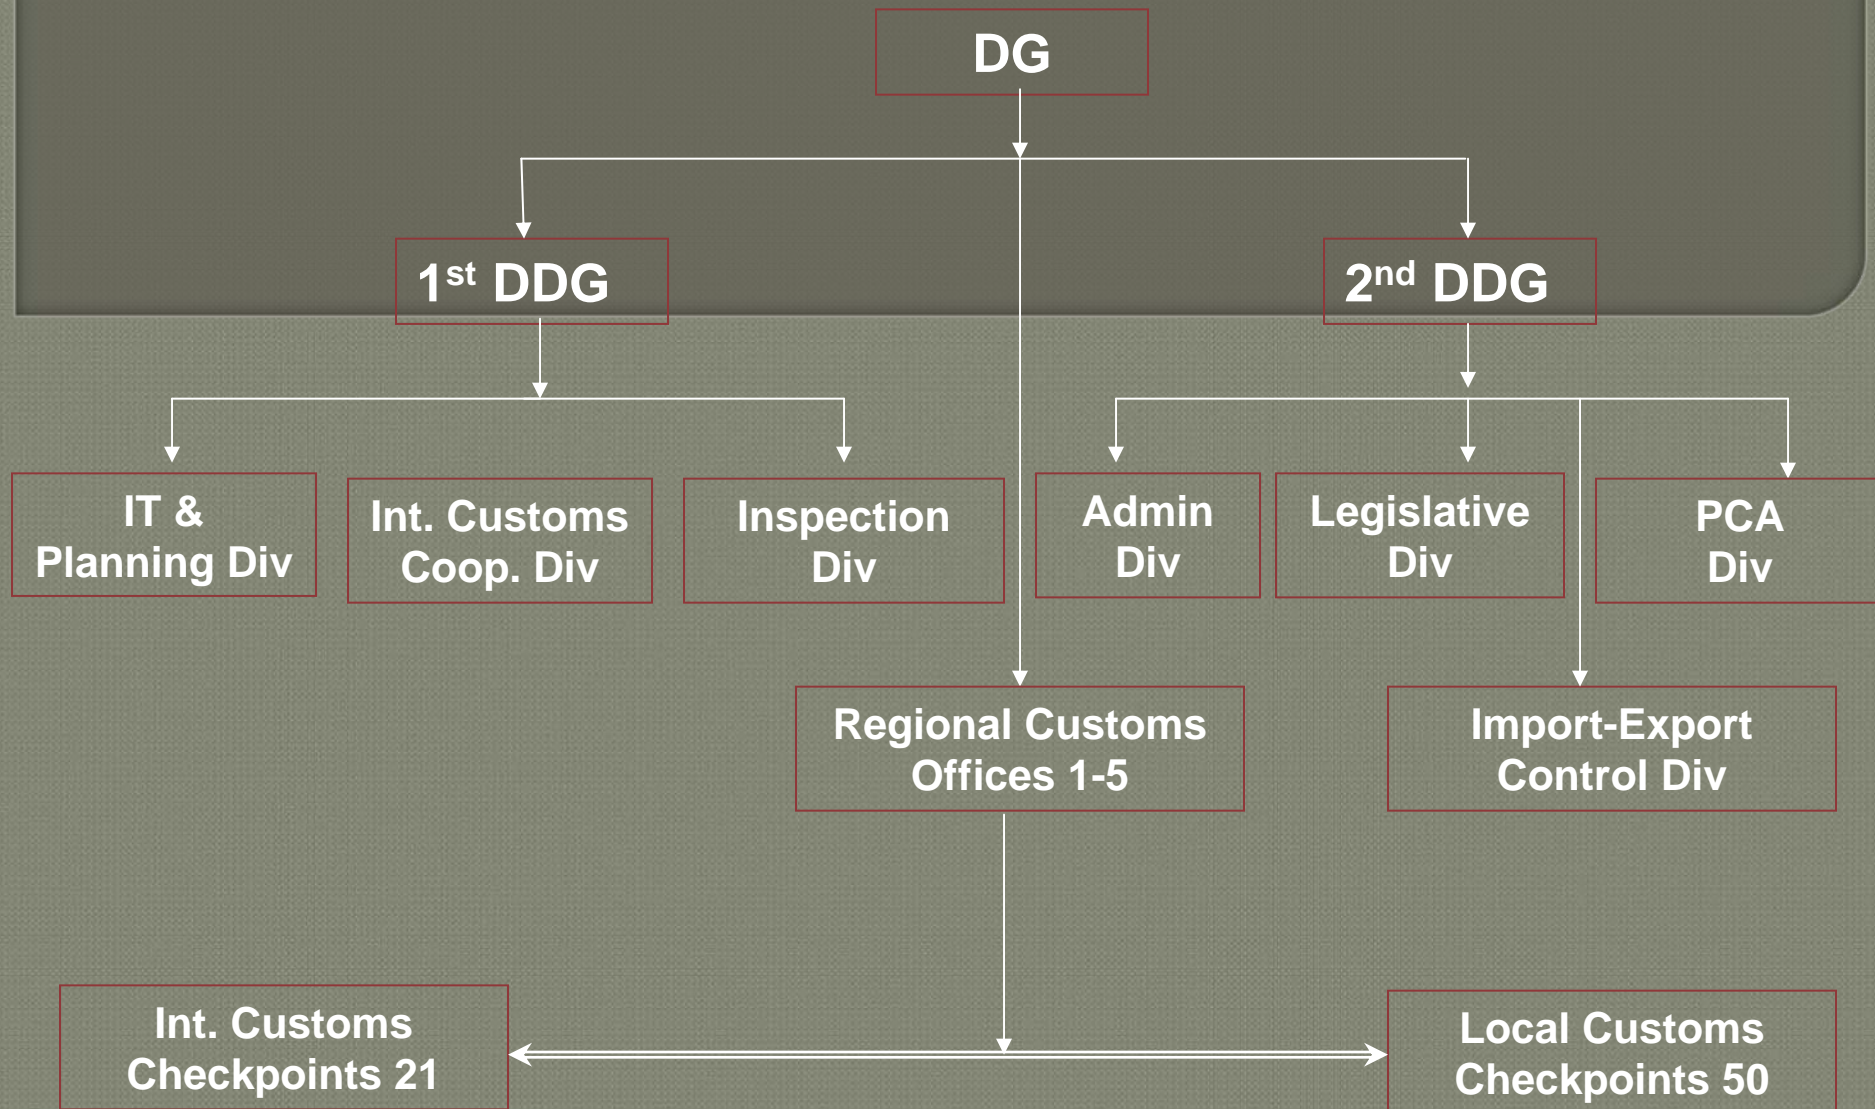 DG
1st DDG
2nd DDG
IT &
Planning Div
Int. Customs
Coop. Div
Inspection
Div
Admin
Div
Legislative
Div
PCA
Div
Regional Customs
Offices 1-5
Import-Export
Control Div
Int. Customs
Checkpoints 21
Local Customs
Checkpoints 50